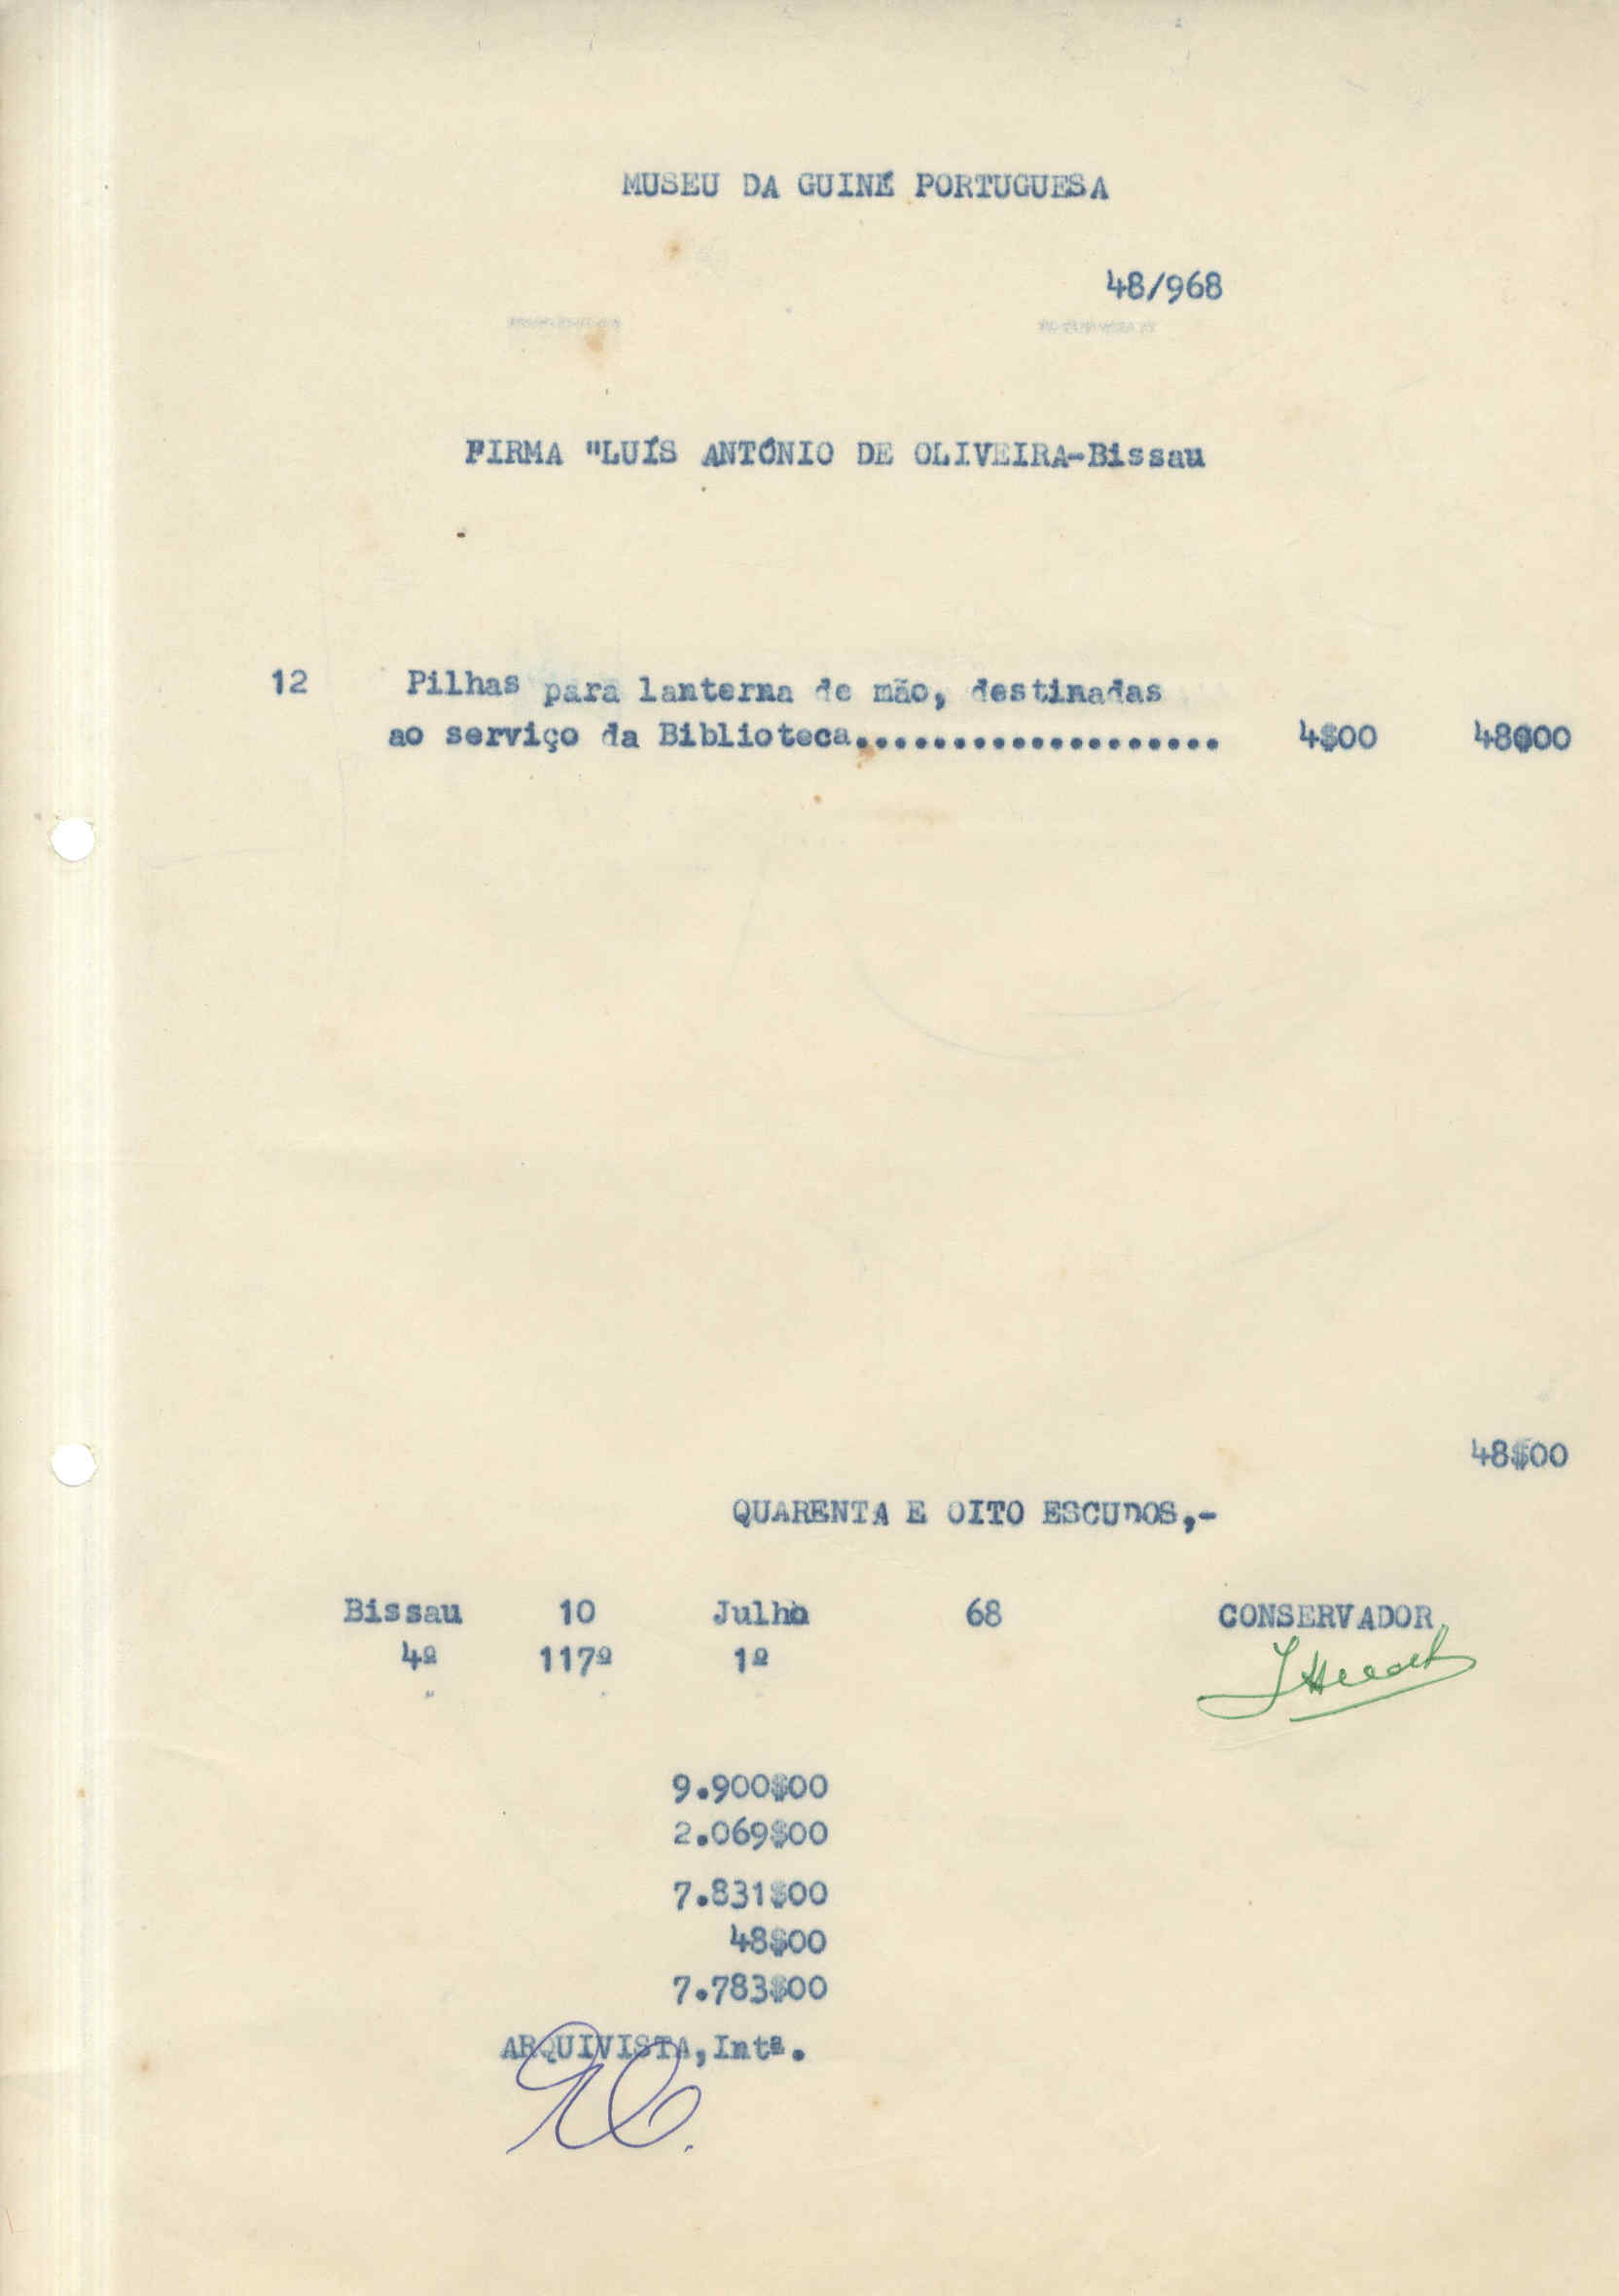 MUSEU DA GUINÉ PORTUGUESA
48/968
FIRMA "LUÍS ANTÓNIO DE OLIVEIRA-Bissau
12 Pilhas para lanterna de mão, destinadas
ao serviço da Biblioteca................... 4$00 48$00
48$00
QUARENTA E OITO ESCUDOS,-
Bissau 10 Julho 68 CONSERVADOR,
4º 117º 1º
9.900$00
2.069$00
7.831$00
48$00
7.783$00
ARQUIVISTA,Intª.